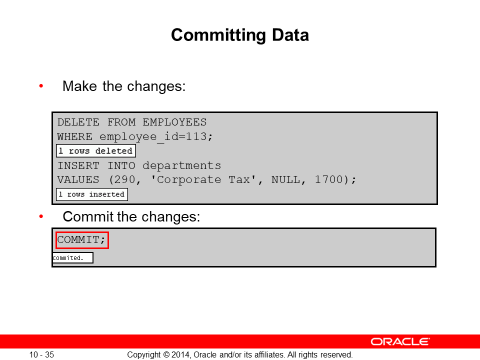 Committing Data
• Make the changes:
DELETE FROM EMPLOYEES
WHERE employee_id=113;
1 rows deleted
INSERT INTO departments
VALUES (290, 'Corporate Tax', NULL, 1700);
1 rows inserted
• Commit the changes:
COMMIT;
committed.
ORACLE
10 - 35 Copyright © 2014, Oracle and/or its affiliates. All rights reserved.